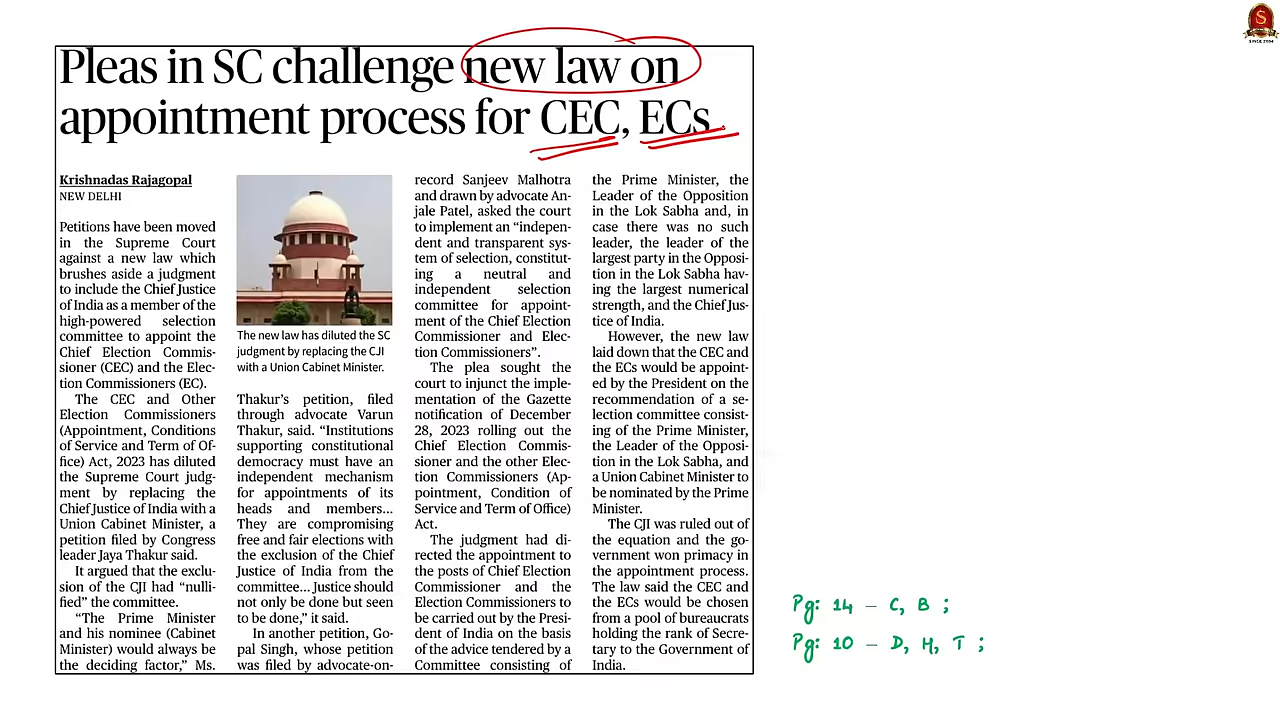 Pleas in SC challenge new law on
appointment process for CEC, ECs
Krishnadas Rajagopal
NEW DELHI
Petitions have been moved
in the Supreme Court
against a new law which
brushes aside a judgment
to include the Chief Justice
of India as a member of the
high-powered selection
committee to appoint the
Chief Election Commis-
sioner (CEC) and the Elec-
tion Commissioners (EC).
The CEC and Other
Election Commissioners
(Appointment, Conditions
of Service and Term of Of-
fice) Act, 2023 has diluted
the Supreme Court judg-
ment by replacing the
Chief Justice of India with a
Union Cabinet Minister, a
petition filed by Congress
leader Jaya Thakur said.
It argued that the exclu-
sion of the CJI had “nulli-
fied” the committee.
“The Prime Minister
and his nominee (Cabinet
Minister) would always be
the deciding factor,” Ms.
The new law has diluted the SC
judgment by replacing the CJI
with a Union Cabinet Minister.
Thakur’s petition, filed
through advocate Varun
Thakur, said. “Institutions
supporting constitutional
democracy must have an
independent mechanism
for appointments of its
heads and members...
They are compromising
free and fair elections with
the exclusion of the Chief
Justice of India from the
committee... Justice should
not only be done but seen
to be done,” it said.
In another petition, Go-
pal Singh, whose petition
was filed by advocate-on-
record Sanjeev Malhotra
and drawn by advocate An-
jale Patel, asked the court
to implement an “indepen-
dent and transparent sys-
tem of selection, constitut-
ing a neutral and
independent selection
committee for appoint-
ment of the Chief Election
Commissioner and Elec-
tion Commissioners”.
The plea sought the
court to injunct the imple-
mentation of the Gazette
notification of December
28, 2023 rolling out the
Chief Election Commis-
sioner and the other Elec-
tion Commissioners (Ap-
pointment, Condition of
Service and Term of Office)
Act.
The judgment had di-
rected the appointment to
the posts of Chief Election
Commissioner and the
Election Commissioners to
be carried out by the Presi-
dent of India on the basis
of the advice tendered by a
Committee consisting of
the Prime Minister, the
Leader of the Opposition
in the Lok Sabha and, in
case there was no such
leader, the leader of the
largest party in the Opposi-
tion in the Lok Sabha hav-
ing the largest numerical
strength, and the Chief Jus-
tice of India.
However, the new law
laid down that the CEC and
the ECs would be appoint-
ed by the President on the
recommendation of a se-
lection committee consist-
ing of the Prime Minister,
the Leader of the Opposi-
tion in the Lok Sabha, and
a Union Cabinet Minister to
be nominated by the Prime
Minister.
The CJI was ruled out of
the equation and the go-
vernment won primacy in
the appointment process.
The law said the CEC and
the ECs would be chosen
from a pool of bureaucrats
holding the rank of Secre-
tary to the Government of
India.
Pg: 14 – C, B ;
Pg: 10 – D, H, T ;
S
SINCE 2004